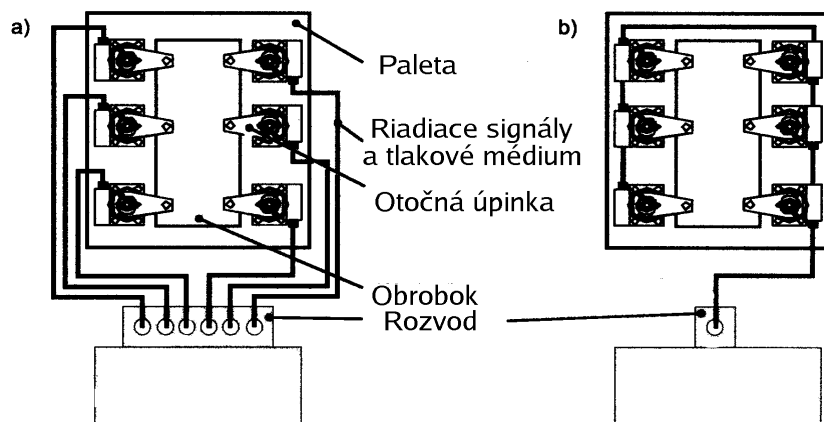 a)
b)
Paleta
Riadiace signály
a tlakové médium
Otočná úpinka
Obrobok
Rozvod